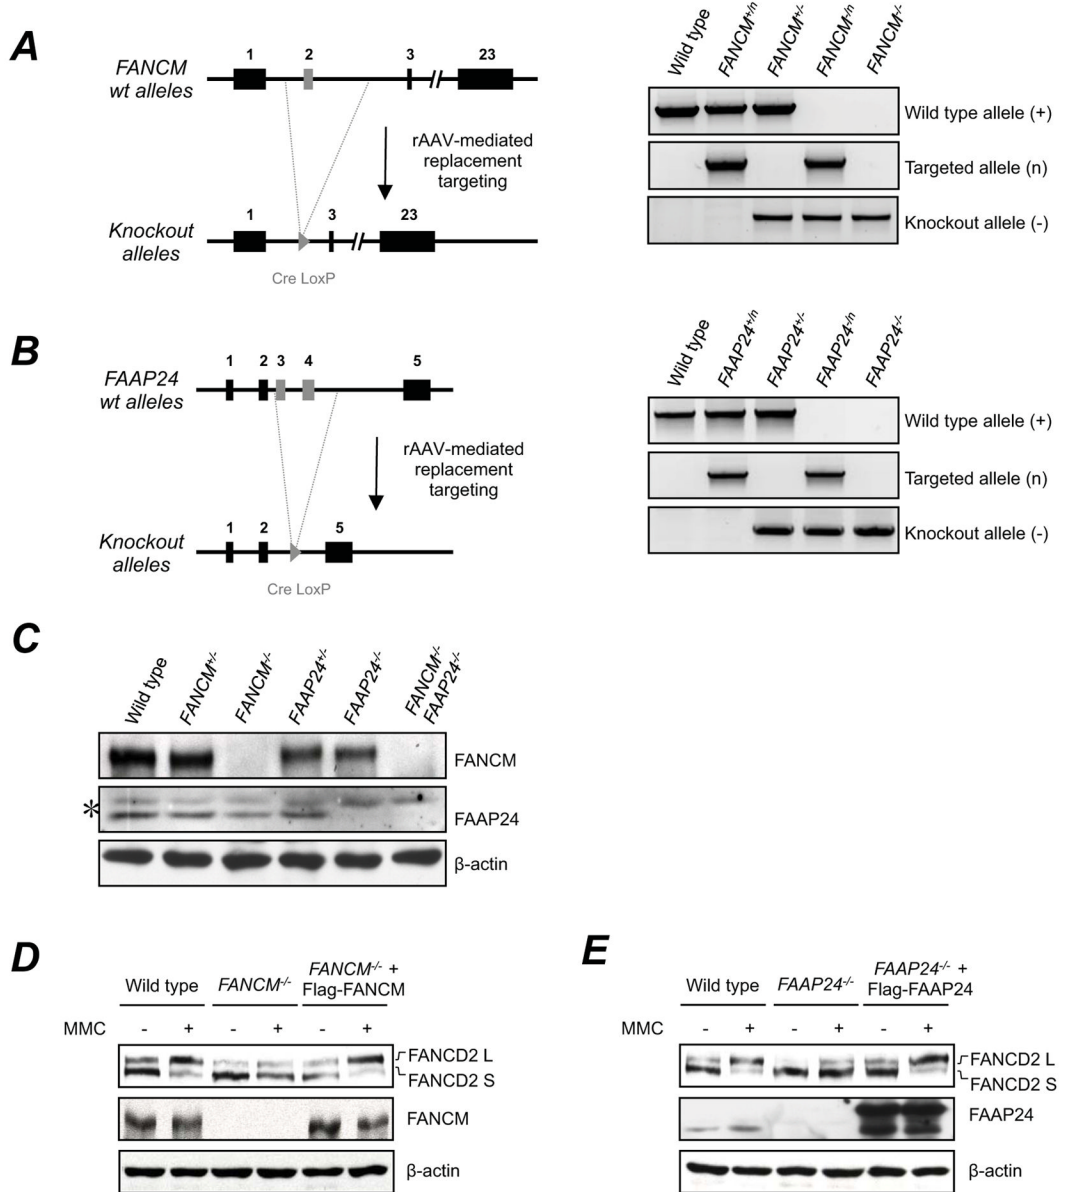 A
1 2 3 23
FANCM
wt alleles
rAAV-mediated
replacement
targeting
1 3 23
Knockout
alleles
Cre LoxP
Wild type FANCM+/n FANCM+/- FANCM-/n FANCM-/-
Wild type allele (+)
Targeted allele (n)
Knockout allele (-)
B
1 2 3 4 5
FAAP24
wt alleles
rAAV-mediated
replacement
targeting
1 2 5
Knockout
alleles
Cre LoxP
Wild type FAAP24+/n FAAP24+/- FAAP24-/n FAAP24-/-
Wild type allele (+)
Targeted allele (n)
Knockout allele (-)
C
Wild type FANCM+/- FANCM-/- FAAP24+/- FAAP24-/- FANCM-/-
FAAP24-/-
FANCM
* FAAP24
β-actin
D
Wild type FANCM-/- FANCM-/- +
Flag-FANCM
MMC - + - + - +
FANCD2 L
FANCD2 S
FANCM
β-actin
E
Wild type FAAP24-/- FAAP24-/- +
Flag-FAAP24
MMC - + - + - +
FANCD2 L
FANCD2 S
FAAP24
β-actin